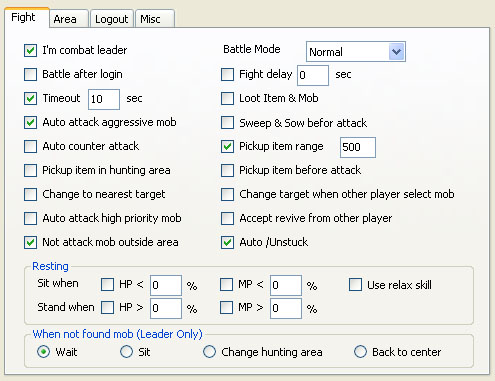 Fight Area Logout Misc
I'm combat leader Battle Mode Normal
Battle after login Fight delay 0 sec
Timeout 10 sec Loot Item & Mob
Auto attack aggressive mob Sweep & Sow befor attack
Auto counter attack Pickup item range 500
Pickup item in hunting area Pickup item before attack
Change to nearest target Change target when other player select mob
Auto attack high priority mob Accept revive from other player
Not attack mob outside area Auto /Unstuck
Resting
Sit when HP < 0 % MP < 0 % Use relax skill
Stand when HP > 0 % MP > 0 %
When not found mob (Leader Only)
Wait Sit Change hunting area Back to center